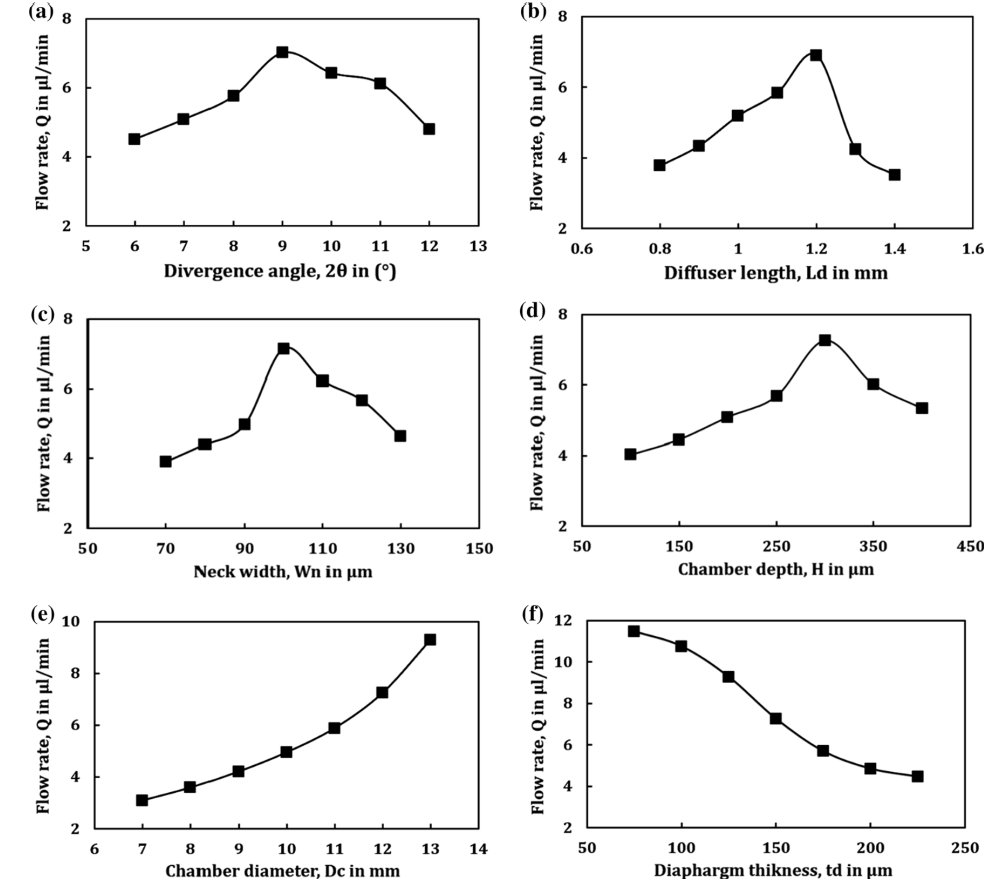 (a)
8
6
4
2
Flow rate, Q in µl/min
5 6 7 8 9 10 11 12 13
Divergence angle, 2θ in (°)
(b)
8
6
4
2
Flow rate, Q in µl/min
0.6 0.8 1 1.2 1.4 1.6
Diffuser length, Ld in mm
(c)
8
6
4
2
Flow rate, Q in µl/min
50 70 90 110 130 150
Neck width, Wn in µm
(d)
8
6
4
2
Flow rate, Q in µl/min
50 150 250 350 450
Chamber depth, H in µm
(e)
10
8
6
4
2
Flow rate, Q in µl/min
6 7 8 9 10 11 12 13 14
Chamber diameter, Dc in mm
(f)
12
10
8
6
4
2
Flow rate, Q in µl/min
50 100 150 200 250
Diaphargm thikness, td in µm